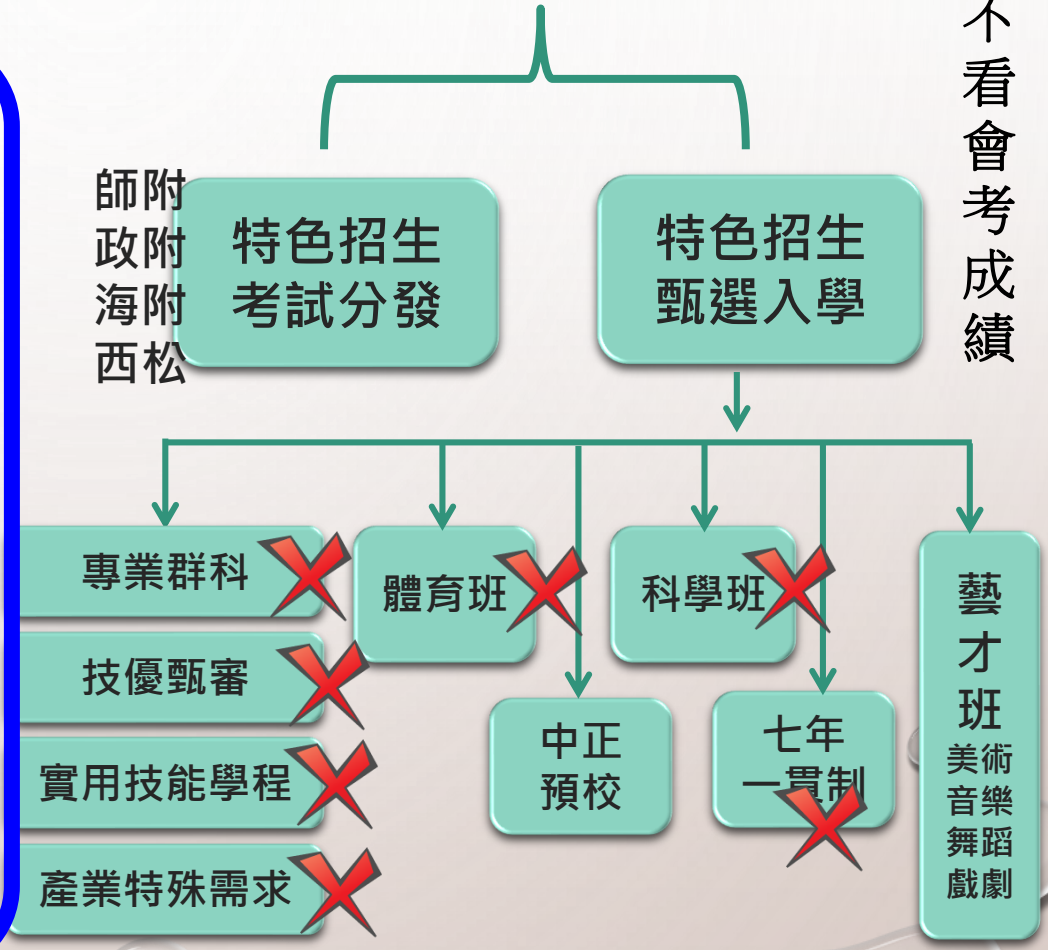 不看會考成績
師附
政附
海附
西松
特色招生
考試分發
特色招生
甄選入學
專業群科
技優甄審
實用技能學程
產業特殊需求
體育班
中正
預校
科學班
七年
一貫制
藝才班
美術
音樂
舞蹈
戲劇